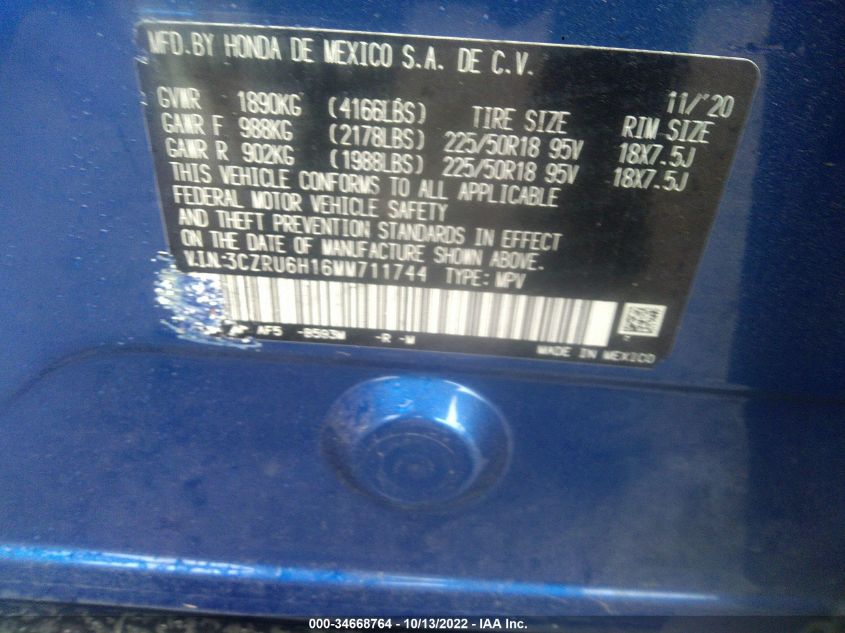 MFD.BY HONDA DE MEXICO S.A. DE C.V.
11/'20
GVWR 1890KG (4166LBS) TIRE SIZE RIM SIZE
GAWR F 988KG (2178LBS) 225/50R18 95V 18X7.5J
GAWR R 902KG (1988LBS) 225/50R18 95V 18X7.5J
THIS VEHICLE CONFORMS TO ALL APPLICABLE
FEDERAL MOTOR VEHICLE SAFETY
AND THEFT PREVENTION STANDARDS IN EFFECT
ON THE DATE OF MANUFACTURE SHOWN ABOVE.
V.I.N.:3CZRU6H16MM711744 TYPE: MPV
AF5 -B593M -R -M
MADE IN MEXICO
000-34668764 - 10/13/2022 - IAA Inc.